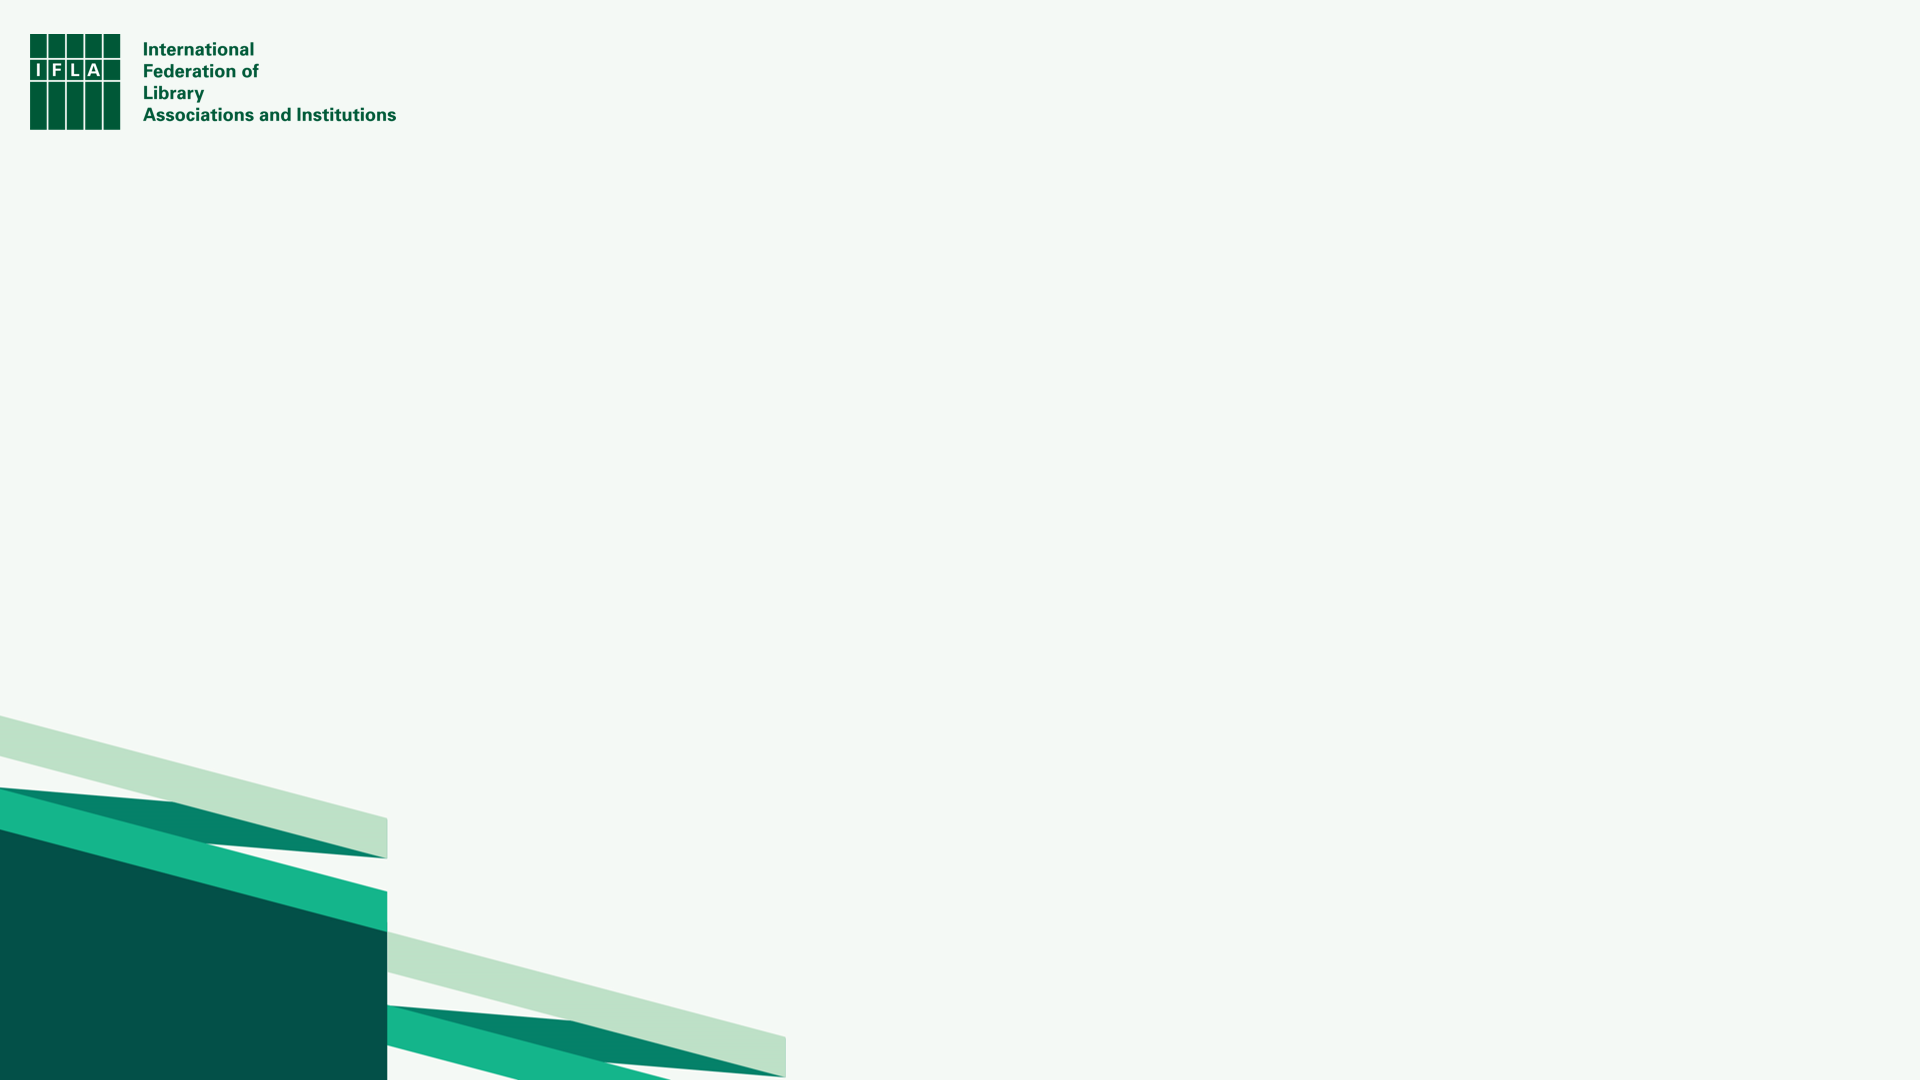 IFLA
International
Federation of
Library
Associations and Institutions